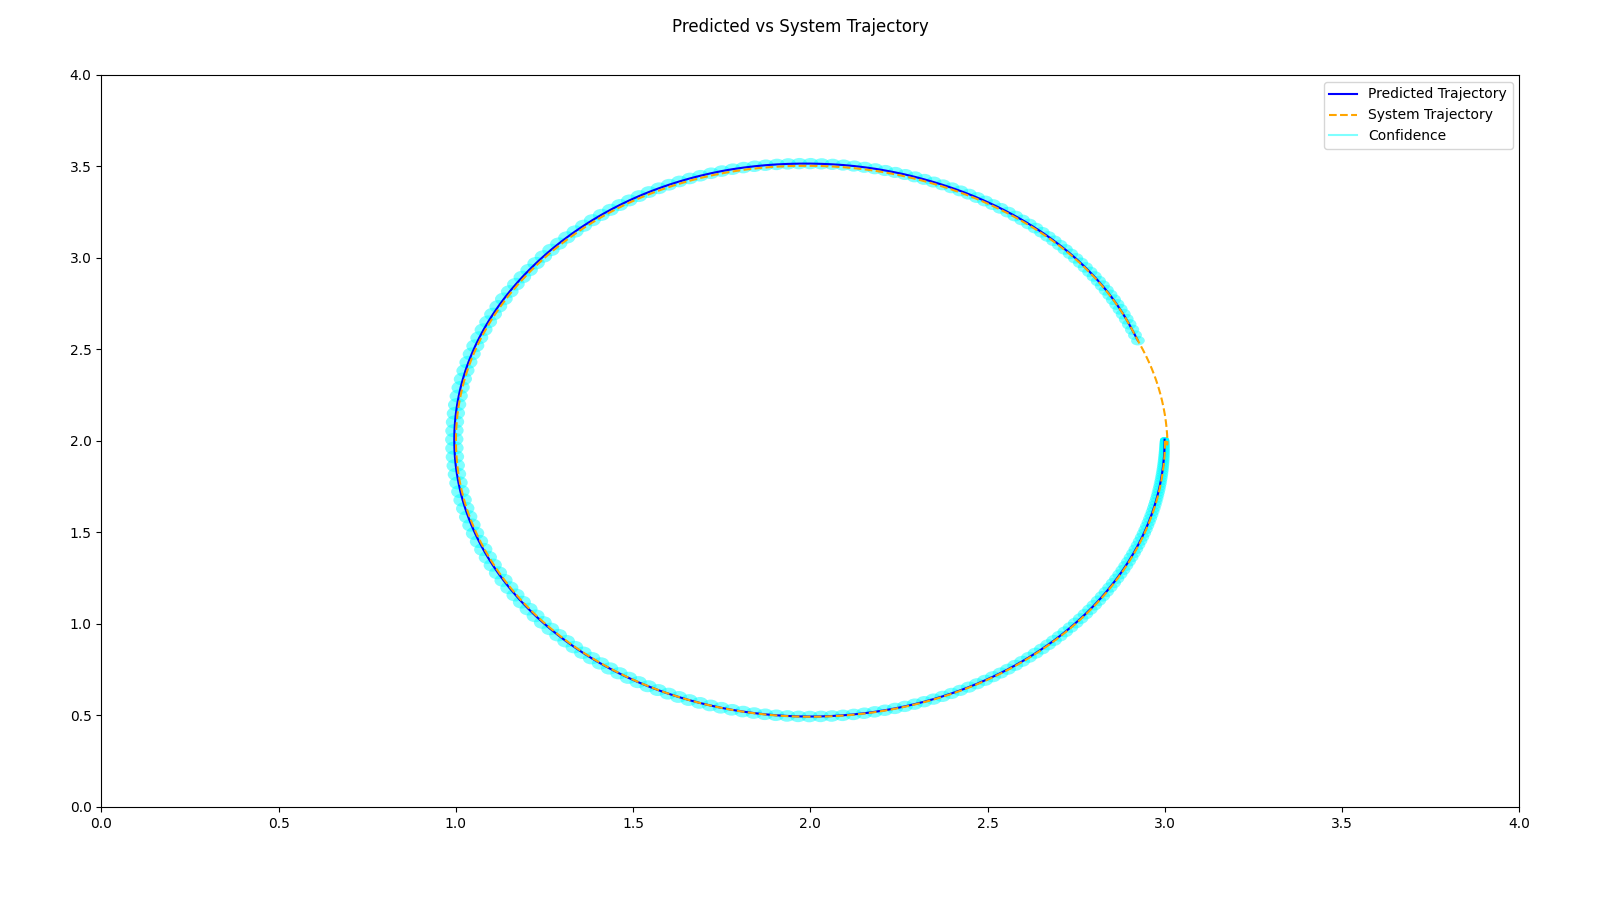 Predicted vs System Trajectory
4.0
3.5
3.0
2.5
2.0
1.5
1.0
0.5
0.0
0.0 0.5 1.0 1.5 2.0 2.5 3.0 3.5 4.0
Predicted Trajectory
System Trajectory
Confidence